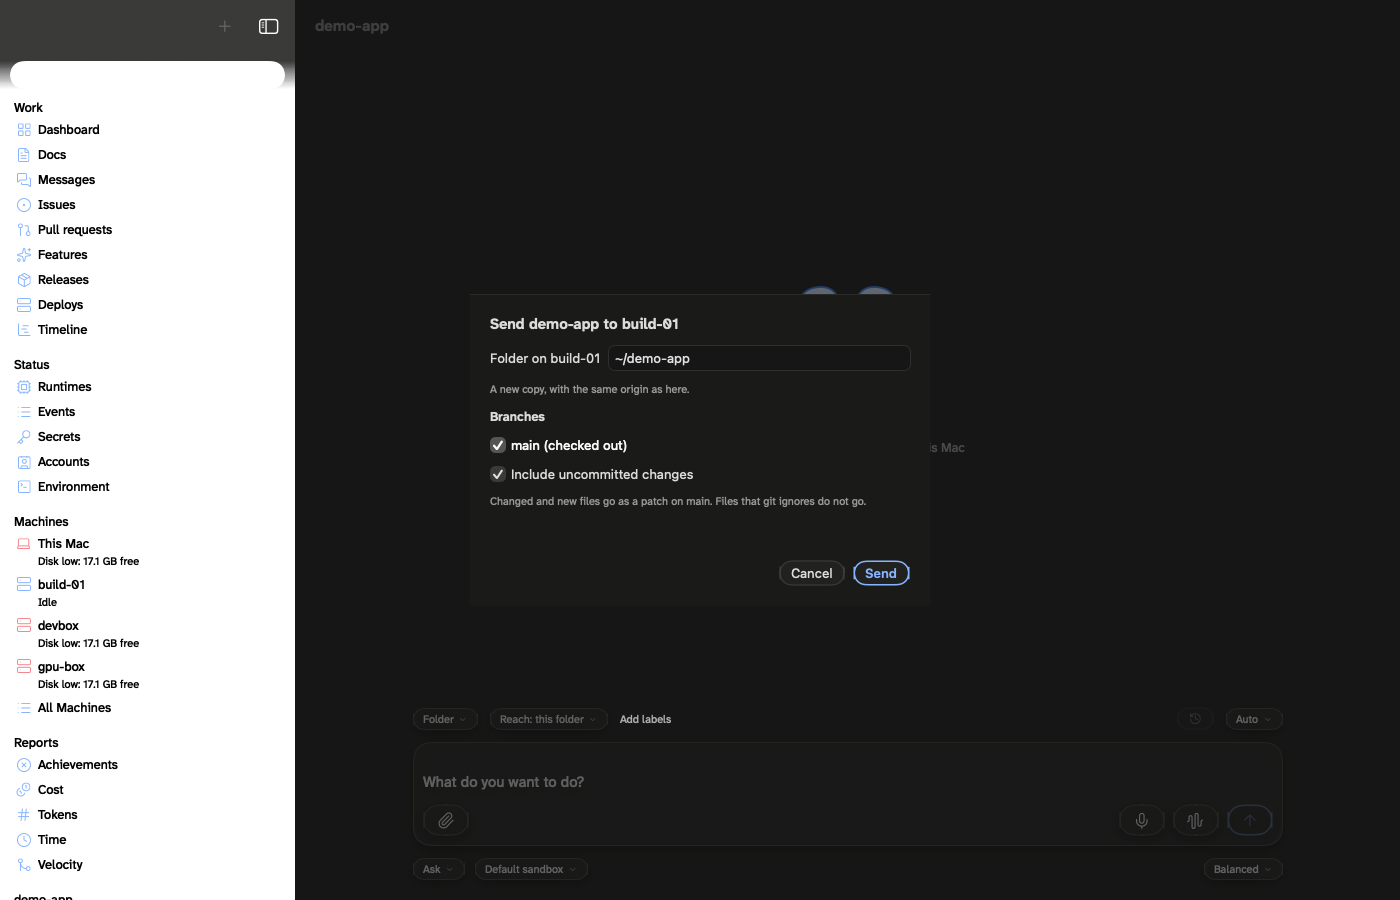 demo-app
Work
Dashboard
Docs
Messages
Issues
Pull requests
Features
Releases
Deploys
Timeline
Status
Runtimes
Events
Secrets
Accounts
Environment
Machines
This Mac
Disk low: 17.1 GB free
build-01
Idle
devbox
Disk low: 17.1 GB free
gpu-box
Disk low: 17.1 GB free
All Machines
Reports
Achievements
Cost
Tokens
Time
Velocity
demo-app
Send demo-app to build-01
Folder on build-01 ~/demo-app
A new copy, with the same origin as here.
Branches
main (checked out)
Include uncommitted changes
Changed and new files go as a patch on main. Files that git ignores do not go.
Cancel Send
is Mac
Folder Reach: this folder Add labels Auto
What do you want to do?
Ask Default sandbox Balanced